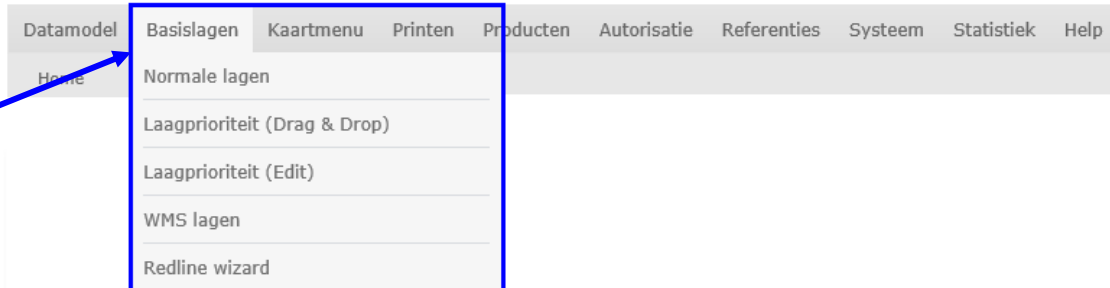 Datamodel Basislagen Kaartmenu Printen Producten Autorisatie Referenties Systeem Statistiek Help
Home
Normale lagen
Laagprioriteit (Drag & Drop)
Laagprioriteit (Edit)
WMS lagen
Redline wizard